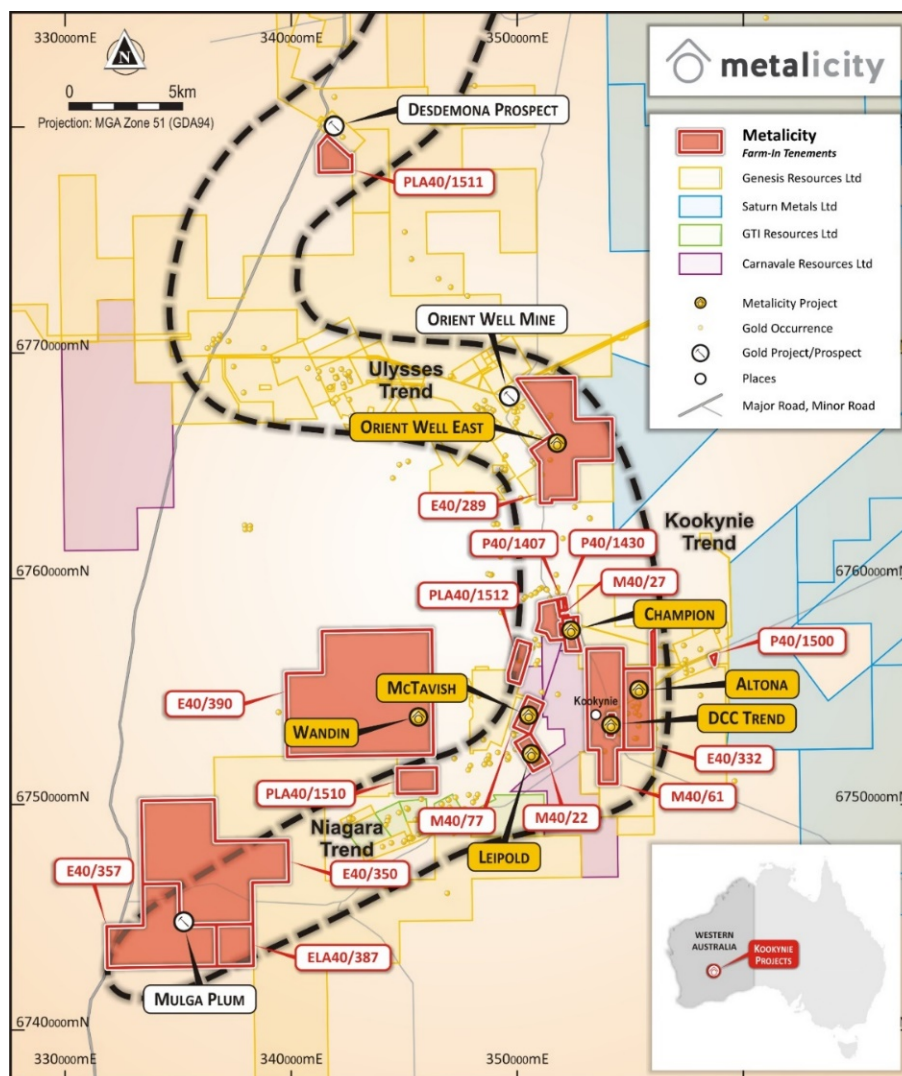 330000mE
340000mE
350000mE
N
0 5km
Projection: MGA Zone 51 (GDA94)
metalicity
Metalicity
Farm-In Tenements
Genesis Resources Ltd
Saturn Metals Ltd
GTI Resources Ltd
Carnavale Resources Ltd
Metalicity Project
Gold Occurrence
Gold Project/Prospect
Places
Major Road, Minor Road
DESDEMONA PROSPECT
PLA40/1511
ORIENT WELL MINE
6770000mN
Ulysses
Trend
ORIENT WELL EAST
E40/289
Kookynie
Trend
P40/1407
P40/1430
6760000mN
M40/27
6760000mN
PLA40/1512
CHAMPION
P40/1500
E40/390
MCTAVISH
ALTONA
Kookynie
WANDIN
DCC TREND
E40/332
PLA40/1510
M40/61
6750000mN
6750000mN
M40/77
M40/22
Niagara
Trend
LEIPOLD
E40/357
E40/350
ELA40/387
MULGA PLUM
WESTERN
AUSTRALIA
KOOKYNIE
PROJECTS
6740000mN
330000mE
340000mE
350000mE